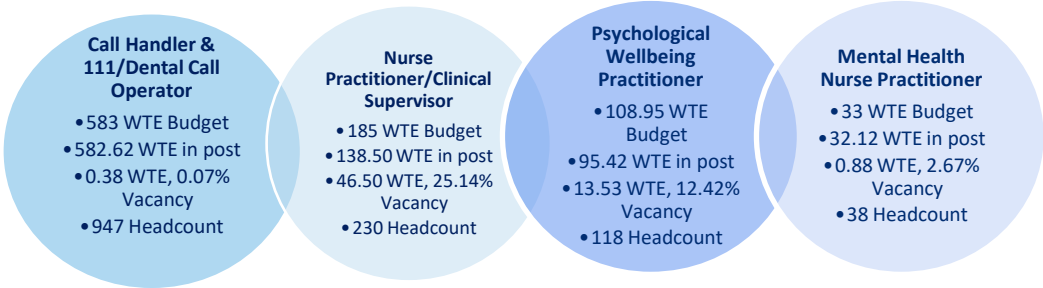 Call Handler &
111/Dental Call
Operator
•583 WTE Budget
•582.62 WTE in post
•0.38 WTE, 0.07%
Vacancy
•947 Headcount
Nurse
Practitioner/Clinical
Supervisor
•185 WTE Budget
•138.50 WTE in post
•46.50 WTE, 25.14%
Vacancy
•230 Headcount
Psychological
Wellbeing
Practitioner
•108.95 WTE
Budget
•95.42 WTE in post
•13.53 WTE, 12.42%
Vacancy
•118 Headcount
Mental Health
Nurse Practitioner
•33 WTE Budget
•32.12 WTE in post
•0.88 WTE, 2.67%
Vacancy
•38 Headcount